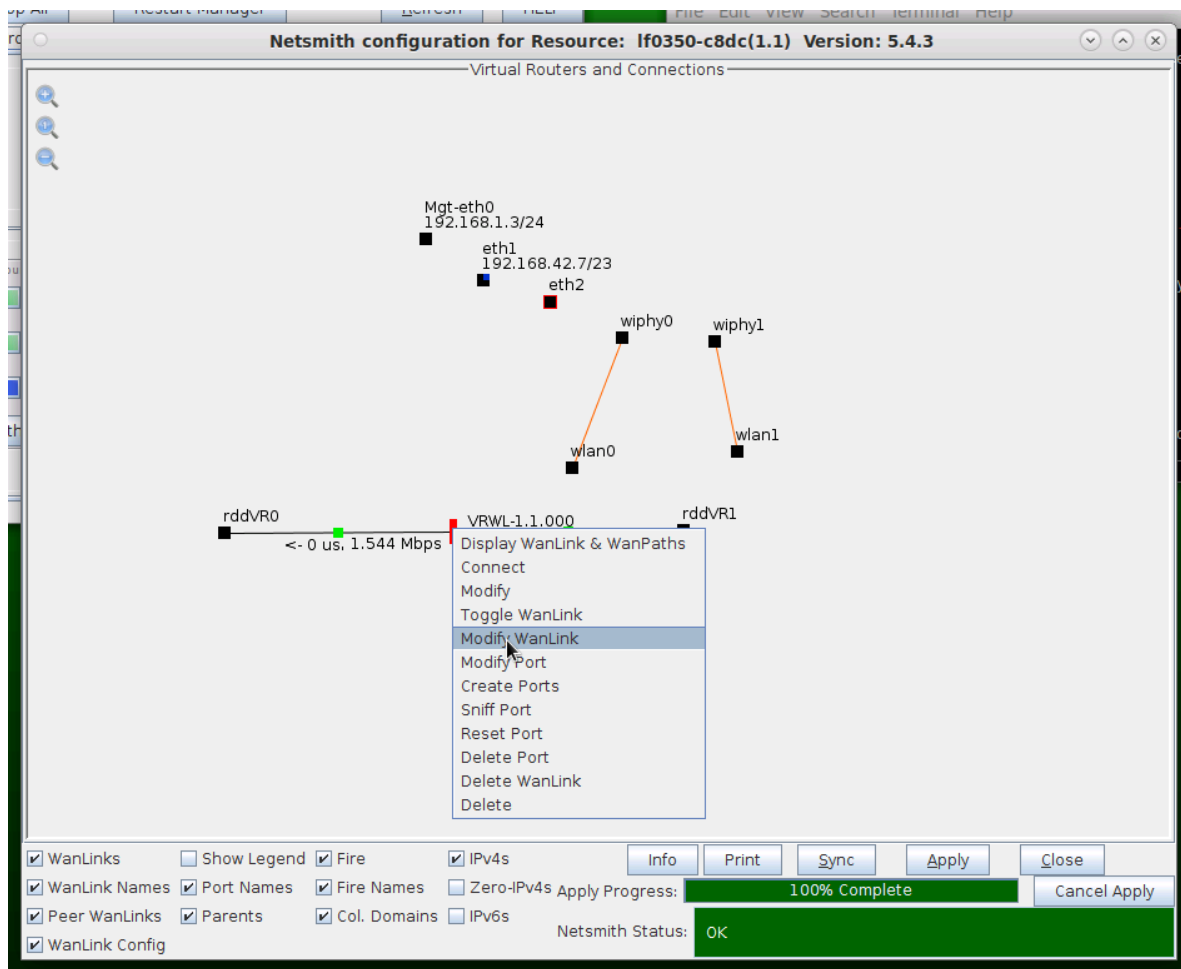 Restart Manager
Refresh
HELP
File Edit View Search Terminal Help
Netsmith configuration for Resource: lf0350-c8dc(1.1) Version: 5.4.3
Virtual Routers and Connections
Mgt-eth0
192.168.1.3/24
eth1
192.168.42.7/23
eth2
wiphy0
wiphy1
wlan1
wlan0
rddVR0
VRWL-1.1.000
rddVR1
<- 0 us, 1.544 Mbps
Display WanLink & WanPaths
Connect
Modify
Toggle WanLink
Modify WanLink
Modify Port
Create Ports
Sniff Port
Reset Port
Delete Port
Delete WanLink
Delete
WanLinks Show Legend Fire IPv4s Info Print Sync Apply Close
WanLink Names Port Names Fire Names Zero-IPv4s Apply Progress: 100% Complete Cancel Apply
Peer WanLinks Parents Col. Domains IPv6s
Netsmith Status: OK
WanLink Config